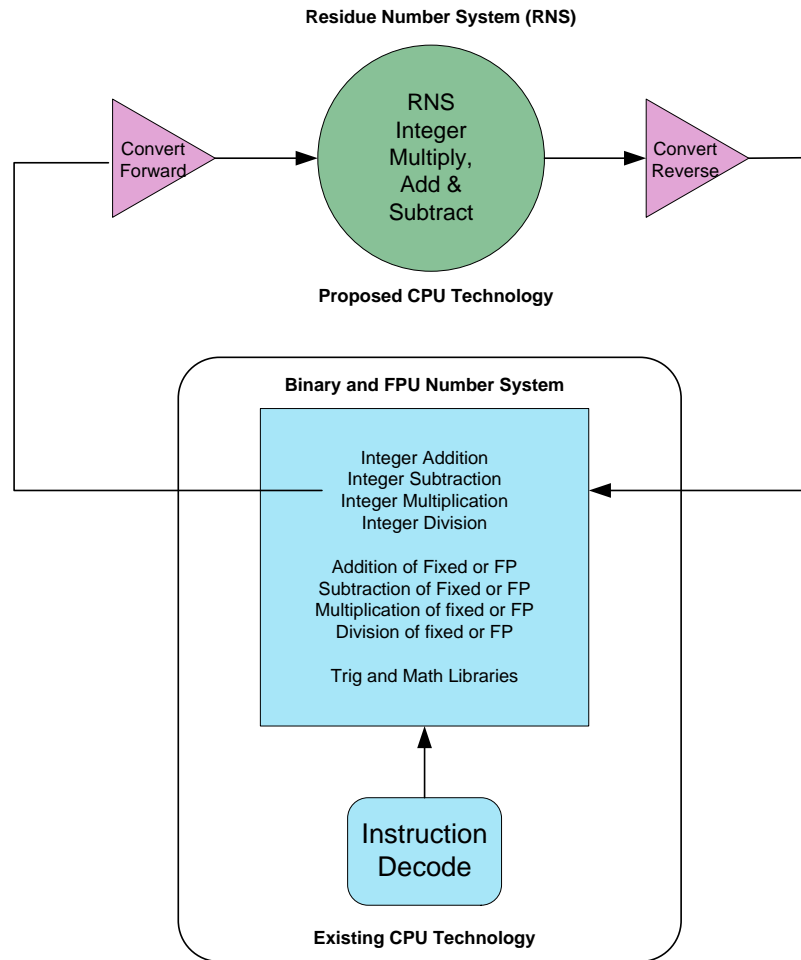 Residue Number System (RNS)
Convert
Forward
RNS
Integer
Multiply,
Add &
Subtract
Convert
Reverse
Proposed CPU Technology
Binary and FPU Number System
Integer Addition
Integer Subtraction
Integer Multiplication
Integer Division
Addition of Fixed or FP
Subtraction of Fixed or FP
Multiplication of fixed or FP
Division of fixed or FP
Trig and Math Libraries
Instruction
Decode
Existing CPU Technology